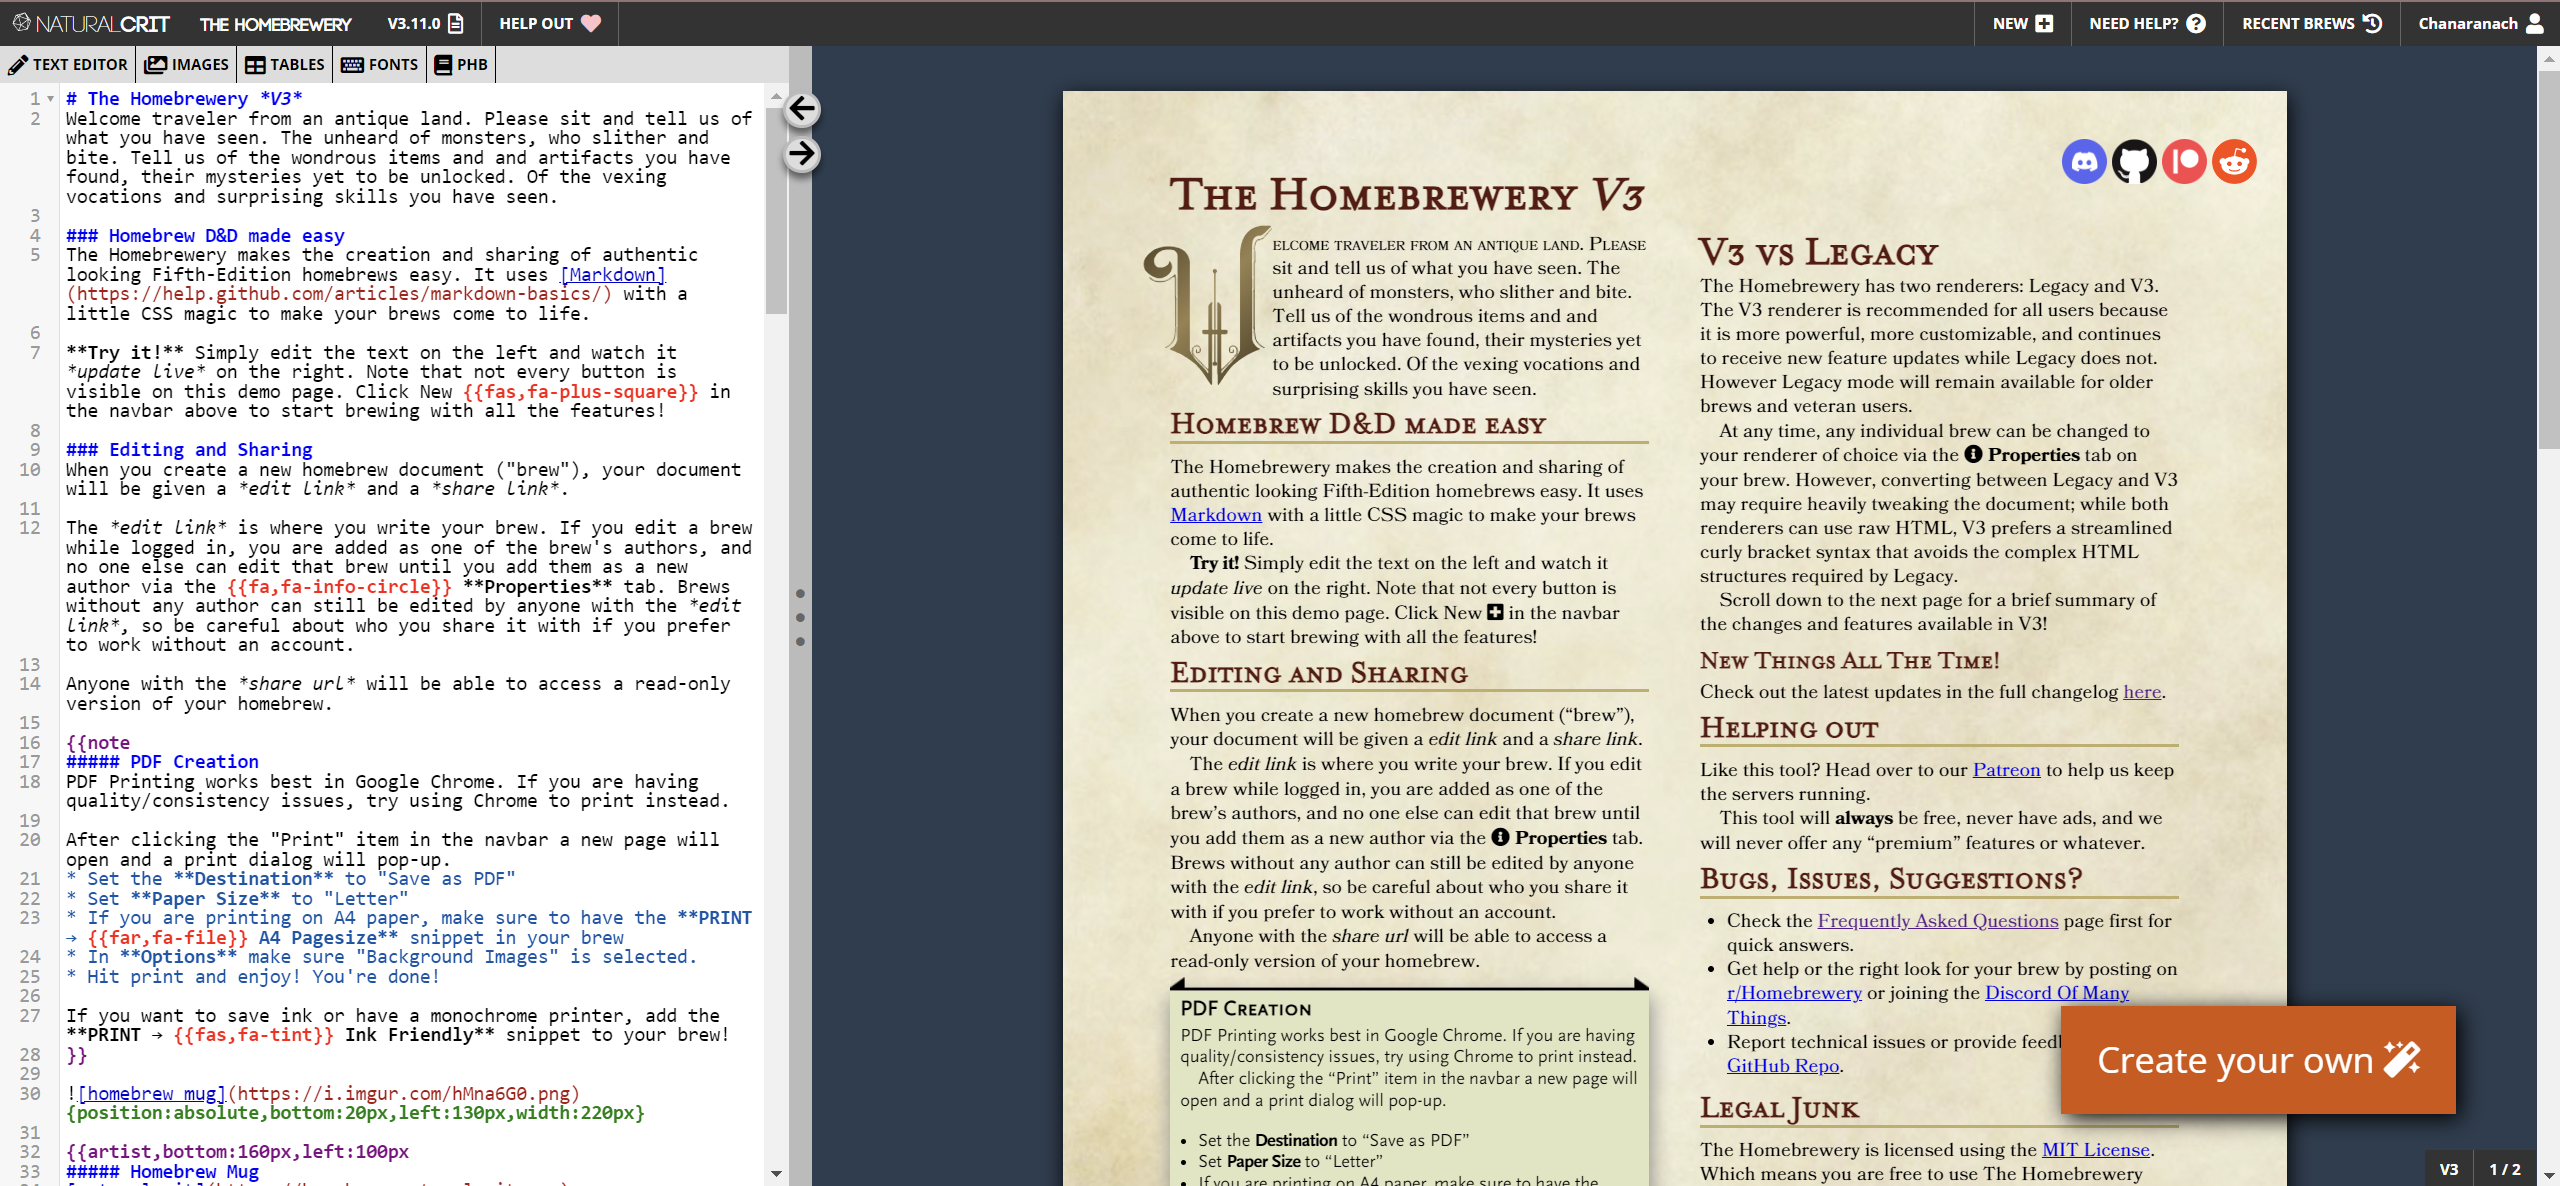 NATURALCRIT THE HOMEBREWERY V3.11.0 HELP OUT NEW NEED HELP? RECENT BREWS Chanaranach
TEXT EDITOR IMAGES TABLES FONTS PHB
1 # The Homebrewery *V3*
2 Welcome traveler from an antique land. Please sit and tell us of
what you have seen. The unheard of monsters, who slither and
bite. Tell us of the wondrous items and and artifacts you have
found, their mysteries yet to be unlocked. Of the vexing
vocations and surprising skills you have seen.
3
4 ### Homebrew D&D made easy
5 The Homebrewery makes the creation and sharing of authentic
looking Fifth-Edition homebrews easy. It uses [Markdown]
(https://help.github.com/articles/markdown-basics/) with a
little CSS magic to make your brews come to life.
6
7 **Try it!** Simply edit the text on the left and watch it
*update live* on the right. Note that not every button is
visible on this demo page. Click New {{fas,fa-plus-square}} in
the navbar above to start brewing with all the features!
8
9 ### Editing and Sharing
10 When you create a new homebrew document ("brew"), your document
will be given a *edit link* and a *share link*.
11
12 The *edit link* is where you write your brew. If you edit a brew
while logged in, you are added as one of the brew's authors, and
no one else can edit that brew until you add them as a new
author via the {{fa,fa-info-circle}} **Properties** tab. Brews
without any author can still be edited by anyone with the *edit
link*, so be careful about who you share it with if you prefer
to work without an account.
13
14 Anyone with the *share url* will be able to access a read-only
version of your homebrew.
15
16 {{note
17 ##### PDF Creation
18 PDF Printing works best in Google Chrome. If you are having
quality/consistency issues, try using Chrome to print instead.
19
20 After clicking the "Print" item in the navbar a new page will
open and a print dialog will pop-up.
21 * Set the **Destination** to "Save as PDF"
22 * Set **Paper Size** to "Letter"
23 * If you are printing on A4 paper, make sure to have the **PRINT
→ {{far,fa-file}} A4 Pagesize** snippet in your brew
24 * In **Options** make sure "Background Images" is selected.
25 * Hit print and enjoy! You're done!
26
27 If you want to save ink or have a monochrome printer, add the
**PRINT → {{fas,fa-tint}} Ink Friendly** snippet to your brew!
28 }}
29
30 ![homebrew mug](https://i.imgur.com/hMna6G0.png)
{position:absolute,bottom:20px,left:130px,width:220px}
31
32 {{artist,bottom:160px,left:100px
33 ##### Homebrew Mug
The Homebrewery V3
Welcome traveler from an antique land. Please
sit and tell us of what you have seen. The
unheard of monsters, who slither and bite.
Tell us of the wondrous items and and
artifacts you have found, their mysteries yet
to be unlocked. Of the vexing vocations and
surprising skills you have seen.
Homebrew D&D made easy
The Homebrewery makes the creation and sharing of
authentic looking Fifth-Edition homebrews easy. It uses
Markdown with a little CSS magic to make your brews
come to life.
Try it! Simply edit the text on the left and watch it
update live on the right. Note that not every button is
visible on this demo page. Click New in the navbar
above to start brewing with all the features!
Editing and Sharing
When you create a new homebrew document (“brew”),
your document will be given a edit link and a share link.
The edit link is where you write your brew. If you edit
a brew while logged in, you are added as one of the
brew’s authors, and no one else can edit that brew until
you add them as a new author via the Properties tab.
Brews without any author can still be edited by anyone
with the edit link, so be careful about who you share it
with if you prefer to work without an account.
Anyone with the share url will be able to access a
read-only version of your homebrew.
PDF Creation
PDF Printing works best in Google Chrome. If you are having
quality/consistency issues, try using Chrome to print instead.
After clicking the “Print” item in the navbar a new page will
open and a print dialog will pop-up.
• Set the Destination to “Save as PDF”
• Set Paper Size to “Letter”
• If you are printing on A4 paper, make sure to have the
V3 vs Legacy
The Homebrewery has two renderers: Legacy and V3.
The V3 renderer is recommended for all users because
it is more powerful, more customizable, and continues
to receive new feature updates while Legacy does not.
However Legacy mode will remain available for older
brews and veteran users.
At any time, any individual brew can be changed to
your renderer of choice via the Properties tab on
your brew. However, converting between Legacy and V3
may require heavily tweaking the document; while both
renderers can use raw HTML, V3 prefers a streamlined
curly bracket syntax that avoids the complex HTML
structures required by Legacy.
Scroll down to the next page for a brief summary of
the changes and features available in V3!
New Things All The Time!
Check out the latest updates in the full changelog here.
Helping out
Like this tool? Head over to our Patreon to help us keep
the servers running.
This tool will always be free, never have ads, and we
will never offer any “premium” features or whatever.
Bugs, Issues, Suggestions?
• Check the Frequently Asked Questions page first for
quick answers.
• Get help or the right look for your brew by posting on
r/Homebrewery or joining the Discord Of Many
Things.
• Report technical issues or provide feed
GitHub Repo.
Legal Junk
The Homebrewery is licensed using the MIT License.
Which means you are free to use The Homebrewery
Create your own
V3 1 / 2